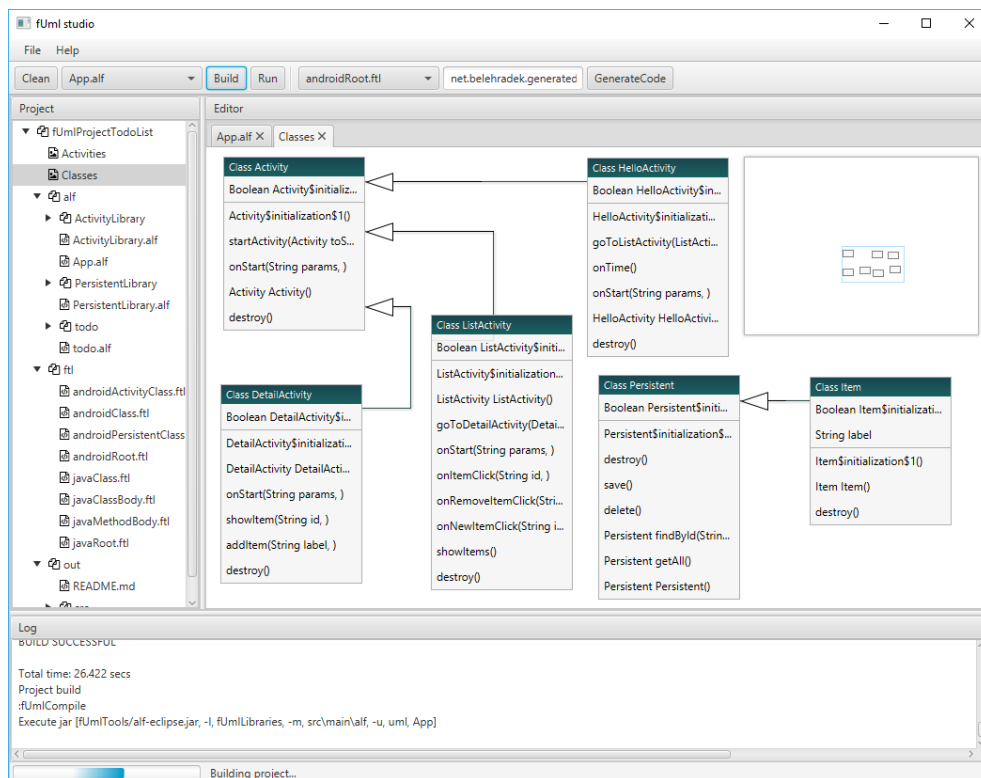 fUml studio
File Help
Clean App.alf Build Run androidRoot.ftl net.belehradek.generated GenerateCode
Project
fUmlProjectTodoList
Activities
Classes
alf
ActivityLibrary
ActivityLibrary.alf
App.alf
PersistentLibrary
PersistentLibrary.alf
todo
todo.alf
ftl
androidActivityClass.ftl
androidClass.ftl
androidPersistentClass
androidRoot.ftl
javaClass.ftl
javaClassBody.ftl
javaMethodBody.ftl
javaRoot.ftl
out
README.md
Editor
App.alf Classes
Class Activity
Boolean Activity$initializ...
Activity$initialization$1()
startActivity(Activity toS...
onStart(String params, )
Activity Activity()
destroy()
Class HelloActivity
Boolean HelloActivity$in...
HelloActivity$initializati...
goToListActivity(ListActi...
onTime()
onStart(String params, )
HelloActivity HelloActivi...
destroy()
Class ListActivity
Boolean ListActivity$initi...
ListActivity$initialization...
ListActivity ListActivity()
goToDetailActivity(Detai...
onStart(String params, )
onItemClick(String id, )
onRemoveItemClick(Stri...
onNewItemClick(String i...
showItems()
destroy()
Class DetailActivity
Boolean DetailActivity$i...
DetailActivity$initializati...
DetailActivity DetailActi...
onStart(String params, )
showItem(String id, )
addItem(String label, )
destroy()
Class Persistent
Boolean Persistent$initi...
Persistent$initialization$...
destroy()
save()
delete()
Persistent findById(Strin...
Persistent getAll()
Persistent Persistent()
Class Item
Boolean Item$initializati...
String label
Item$initialization$1()
Item Item()
destroy()
Log
BUILD SUCCESSFUL
Total time: 26.422 secs
Project build
:fUmlCompile
Execute jar [fUmlTools/alf-eclipse.jar, -l, fUmlLibraries, -m, src\main\alf, -u, uml, App]
Building project...